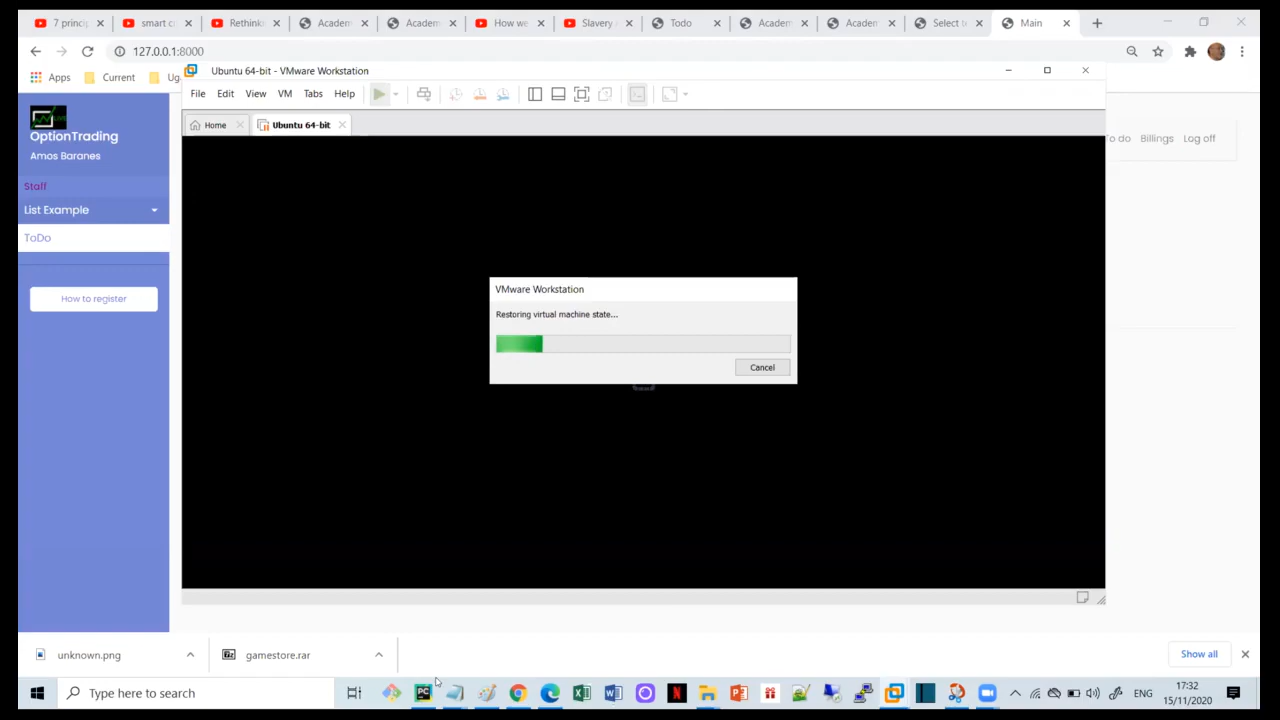 7 princip
smart c
Rethink
Academ
Academ
How we
Slavery
Todo
Academ
Academ
Select t
Main
127.0.0.1:8000
Apps
Current
Ug
Ubuntu 64-bit - VMware Workstation
File Edit View VM Tabs Help
Home
Ubuntu 64-bit
OptionTrading
Amos Baranes
To do Billings Log off
Staff
List Example
ToDo
How to register
VMware Workstation
Restoring virtual machine state...
Cancel
unknown.png
gamestore.rar
Show all
Type here to search
PC
ENG
17:32
15/11/2020